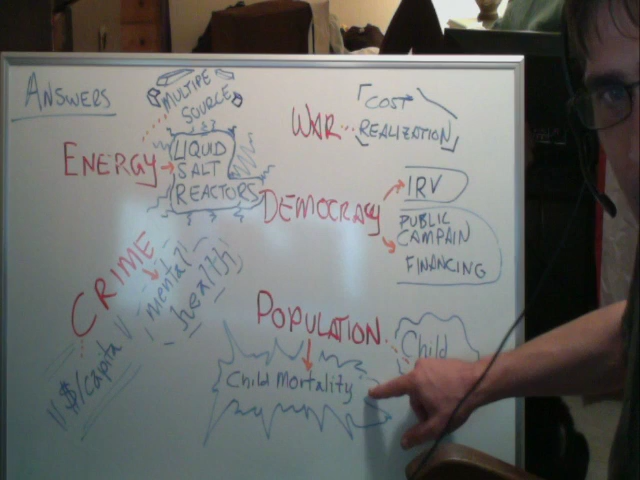 ANSWERS
MULTIPE
SOURCE
ENERGY
LIQUID
SALT
REACTORS
WAR
COST
REALIZATION
DEMOCRACY
IRV
PUBLIC
CAMPAIN
FINANCING
CRIME
mental
health
"$/capita"
POPULATION
Child
Child Mortality